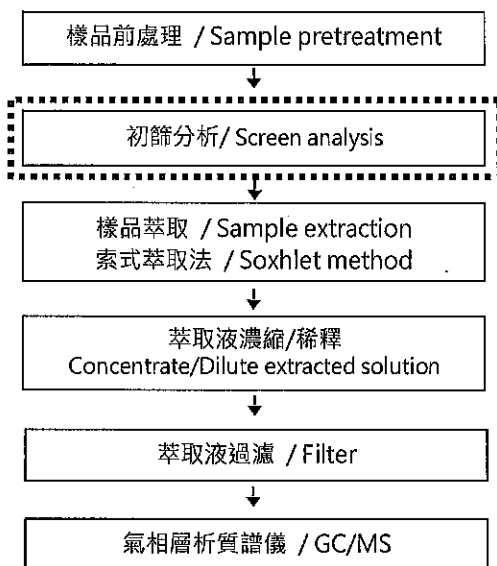 樣品前處理 / Sample pretreatment
初篩分析/ Screen analysis
樣品萃取 / Sample extraction
索式萃取法 / Soxhlet method
萃取液濃縮/稀釋
Concentrate/Dilute extracted solution
萃取液過濾 / Filter
氣相層析質譜儀 / GC/MS